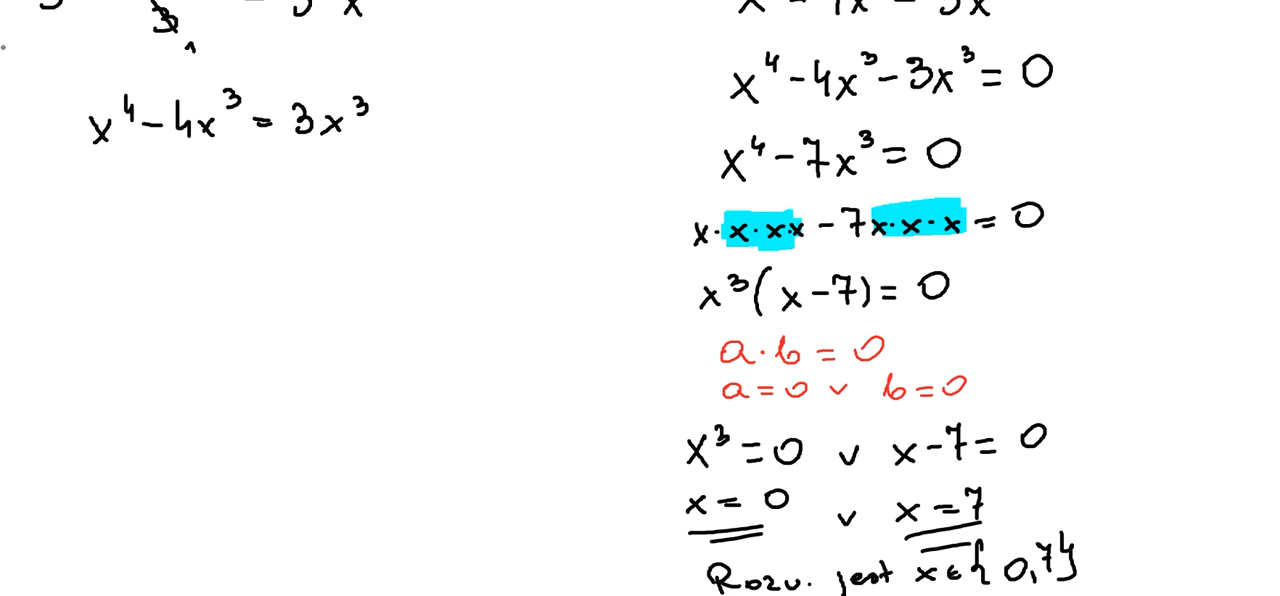 x⁴-4x³=3x³
x⁴-4x³-3x³=0
x⁴-7x³=0
x·x·x·x-7x·x·x=0
x³(x-7)=0
a·b=0
a=0 v b=0
x³=0 v x-7=0
x=0 v x=7
Rozw. jest x∈{0,7}